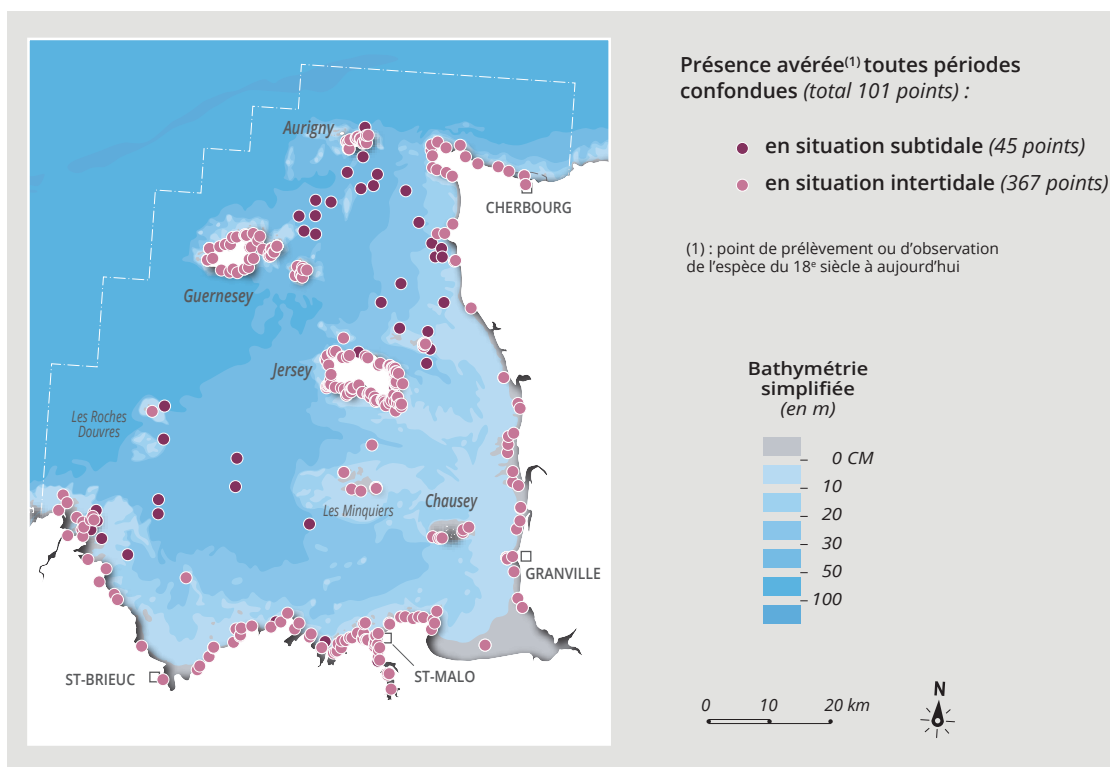 Présence avérée(1) toutes périodes
confondues (total 101 points) :
en situation subtidale (45 points)
en situation intertidale (367 points)
(1) : point de prélèvement ou d'observation
de l'espèce du 18e siècle à aujourd'hui
Bathymétrie
simplifiée
(en m)
0 CM
10
20
30
50
100
0 10 20 km
N
Aurigny
CHERBOURG
Guernesey
Jersey
Les Roches
Douvres
Les Minquiers
Chausey
GRANVILLE
ST-BRIEUC
ST-MALO